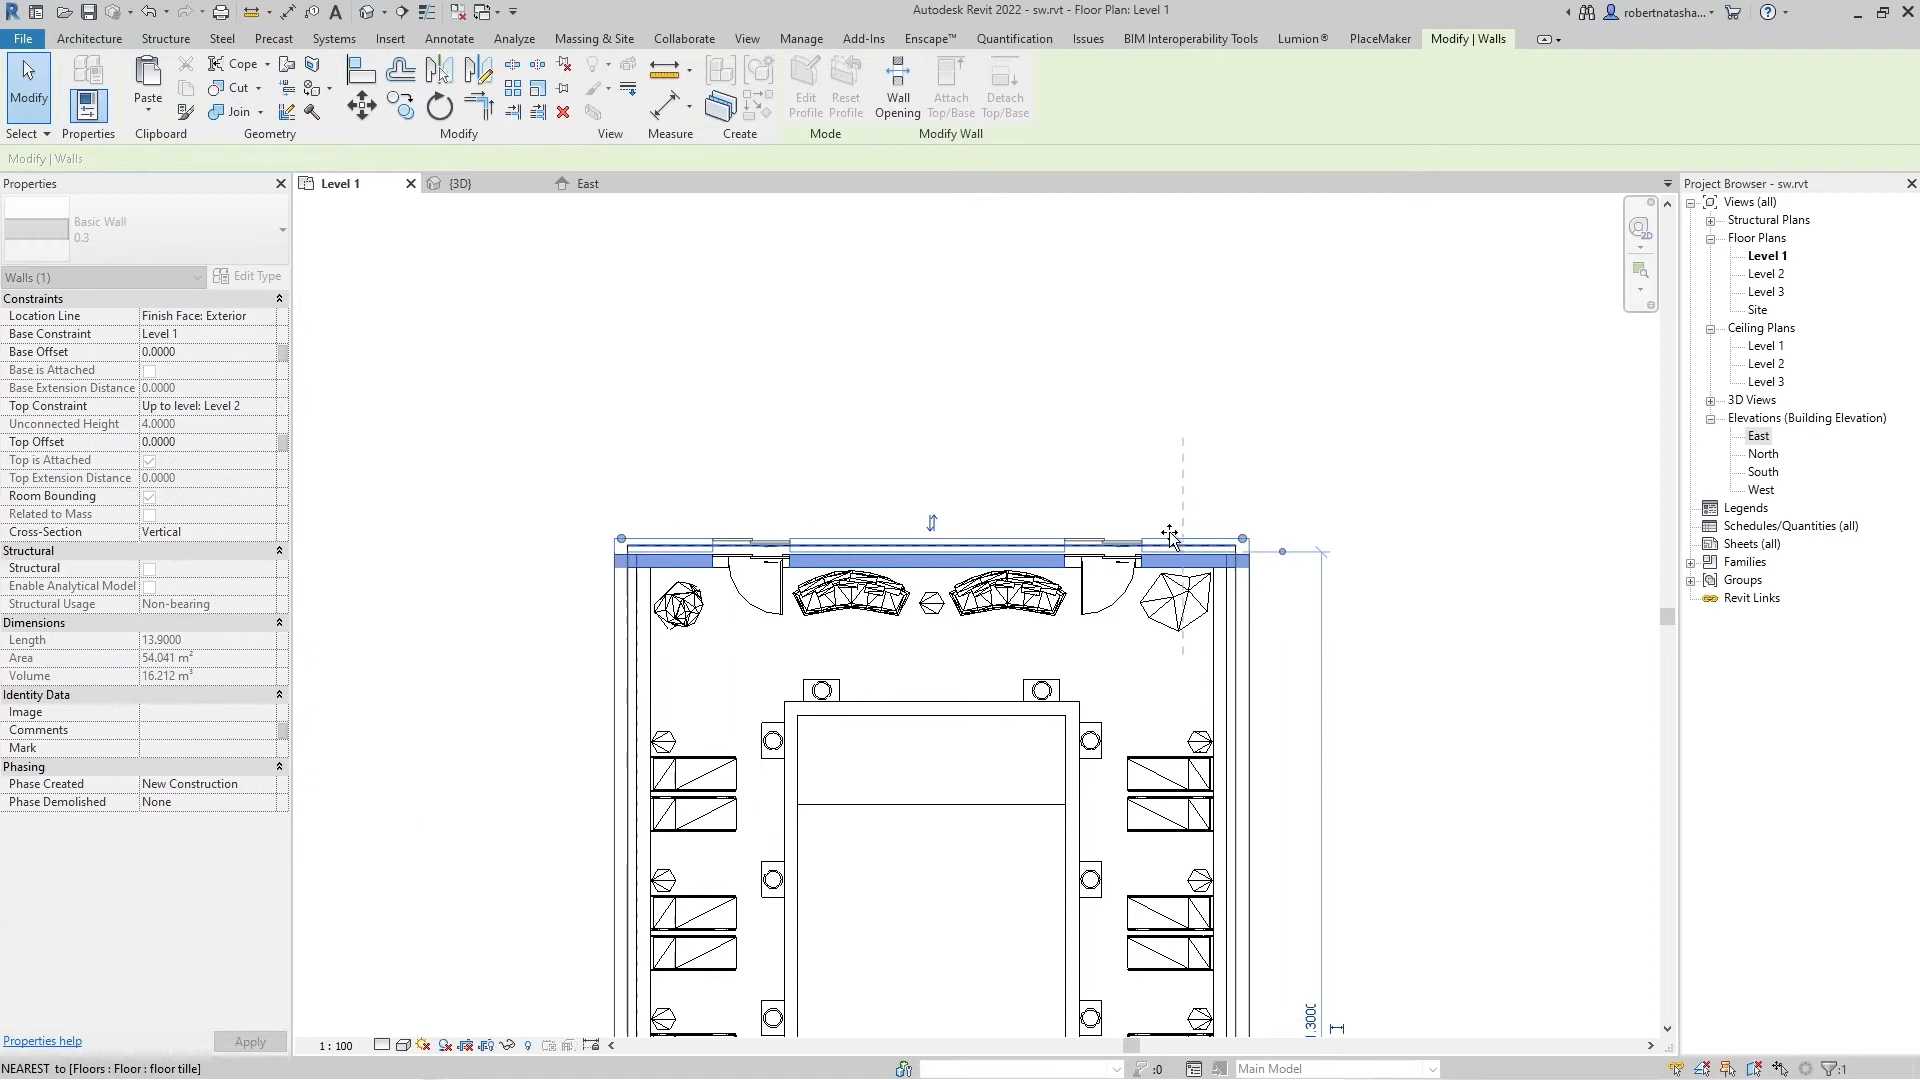 Autodesk Revit 2022 - sw.rvt - Floor Plan: Level 1
robertnatasha...
File Architecture Structure Steel Precast Systems Insert Annotate Analyze Massing & Site Collaborate View Manage Add-Ins Enscape™ Quantification Issues BIM Interoperability Tools Lumion® PlaceMaker Modify | Walls
Modify
Paste
Cope
Cut
Join
Edit Profile
Reset Profile
Wall Opening
Attach Top/Base
Detach Top/Base
Select Properties Clipboard Geometry Modify View Measure Create Mode Modify Wall
Modify | Walls
Properties
Basic Wall
0.3
Walls (1)
Edit Type
Constraints
Location Line Finish Face: Exterior
Base Constraint Level 1
Base Offset 0.0000
Base is Attached
Base Extension Distance 0.0000
Top Constraint Up to level: Level 2
Unconnected Height 4.0000
Top Offset 0.0000
Top is Attached
Top Extension Distance 0.0000
Room Bounding
Related to Mass
Cross-Section Vertical
Structural
Structural
Enable Analytical Model
Structural Usage Non-bearing
Dimensions
Length 13.9000
Area 54.041 m²
Volume 16.212 m³
Identity Data
Image
Comments
Mark
Phasing
Phase Created New Construction
Phase Demolished None
Properties help
Apply
Level 1
{3D}
East
2D
.3000
1 : 100
Project Browser - sw.rvt
Views (all)
Structural Plans
Floor Plans
Level 1
Level 2
Level 3
Site
Ceiling Plans
Level 1
Level 2
Level 3
3D Views
Elevations (Building Elevation)
East
North
South
West
Legends
Schedules/Quantities (all)
Sheets (all)
Families
Groups
Revit Links
NEAREST to [Floors : Floor : floor tille]
:0
Main Model
:1